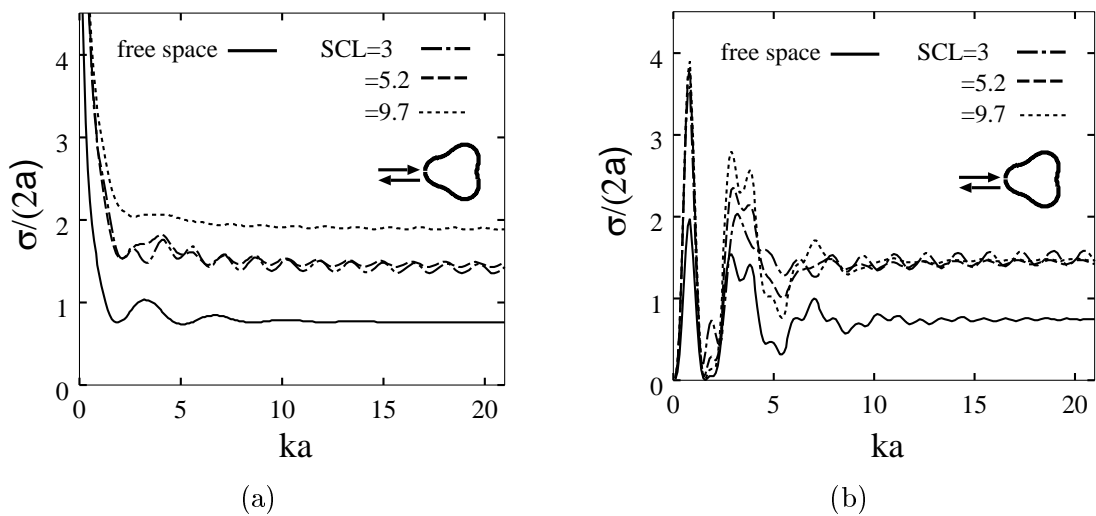 4
3
2
1
0
σ/(2a)
free space
SCL=3
=5.2
=9.7
0 5 10 15 20
ka
(a)
4
3
2
1
0
σ/(2a)
free space
SCL=3
=5.2
=9.7
0 5 10 15 20
ka
(b)